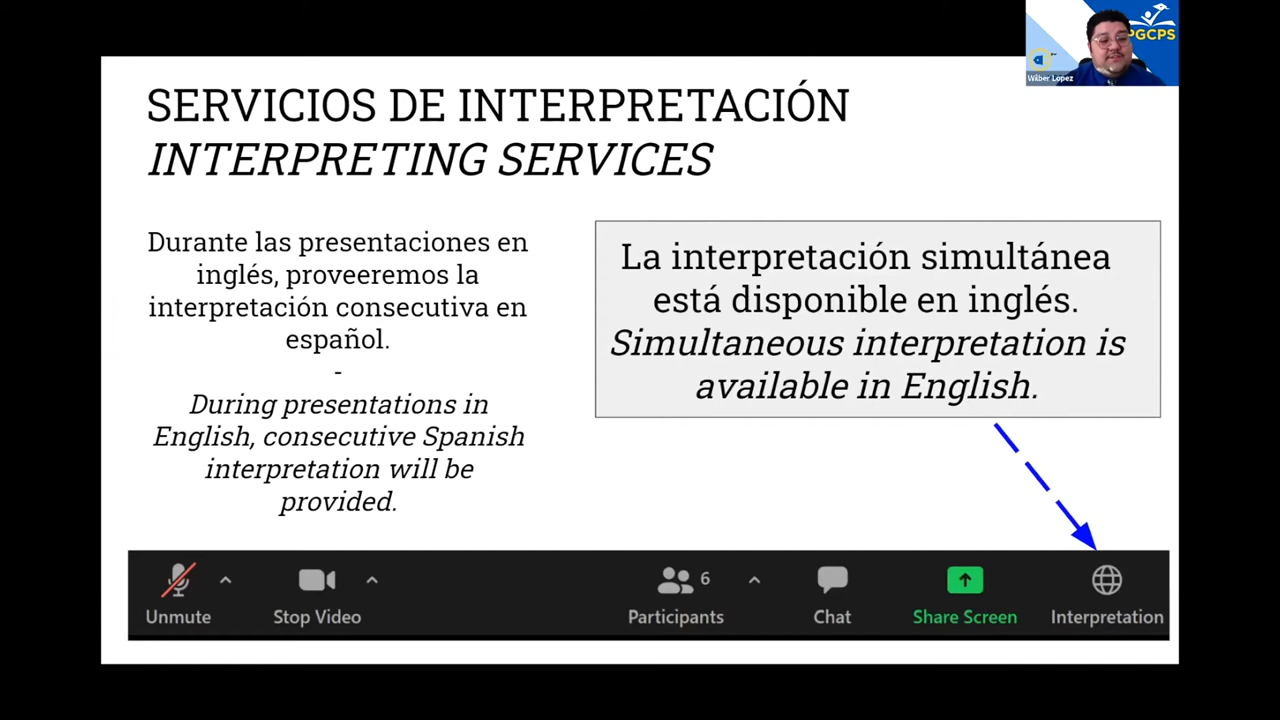 PGCPS
Wilber Lopez
SERVICIOS DE INTERPRETACIÓN
INTERPRETING SERVICES
Durante las presentaciones en
inglés, proveeremos la
interpretación consecutiva en
español.
-
During presentations in
English, consecutive Spanish
interpretation will be
provided.
La interpretación simultánea
está disponible en inglés.
Simultaneous interpretation is
available in English.
Unmute
Stop Video
6
Participants
Chat
Share Screen
Interpretation